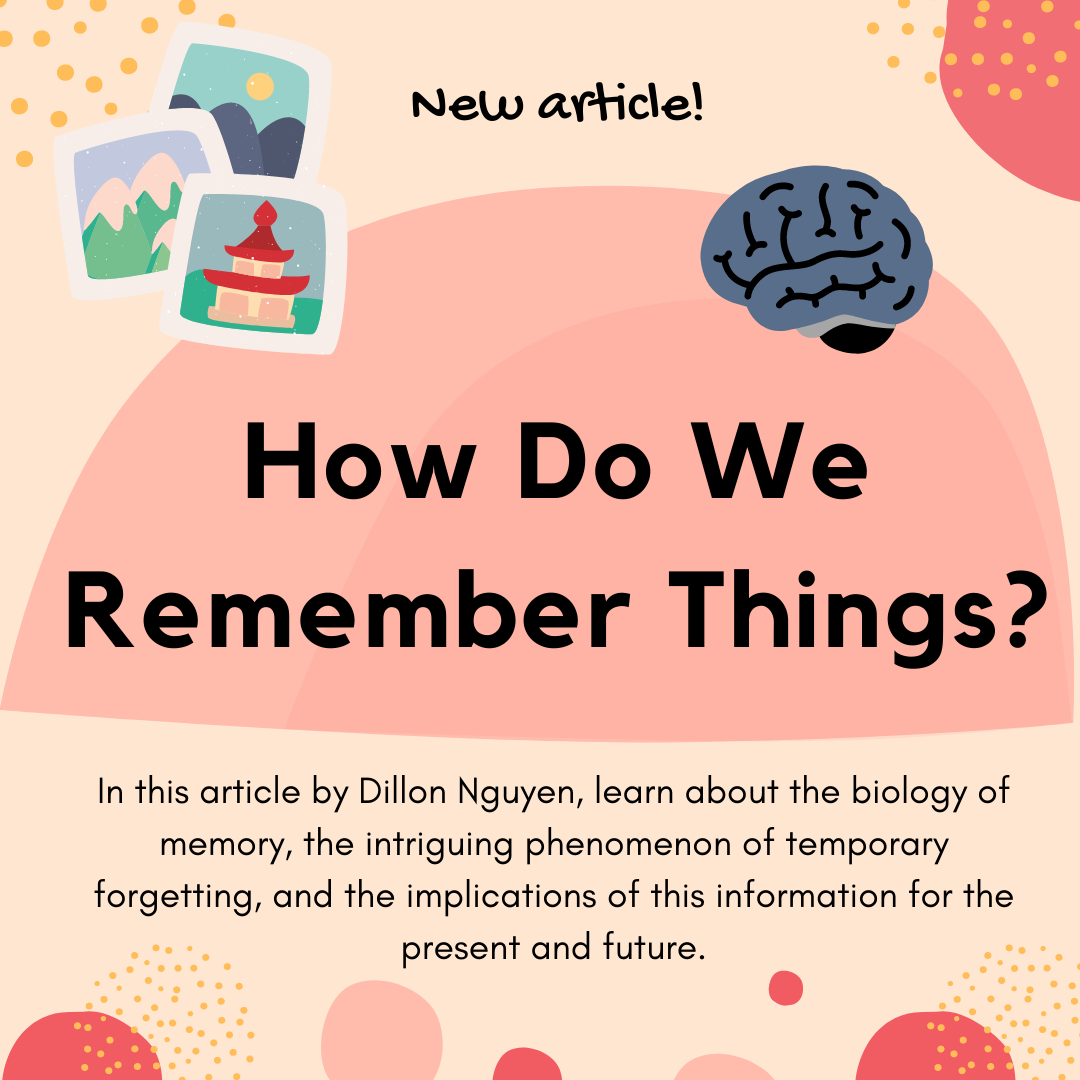 New article!
How Do We
Remember Things?
In this article by Dillon Nguyen, learn about the biology of
memory, the intriguing phenomenon of temporary
forgetting, and the implications of this information for the
present and future.